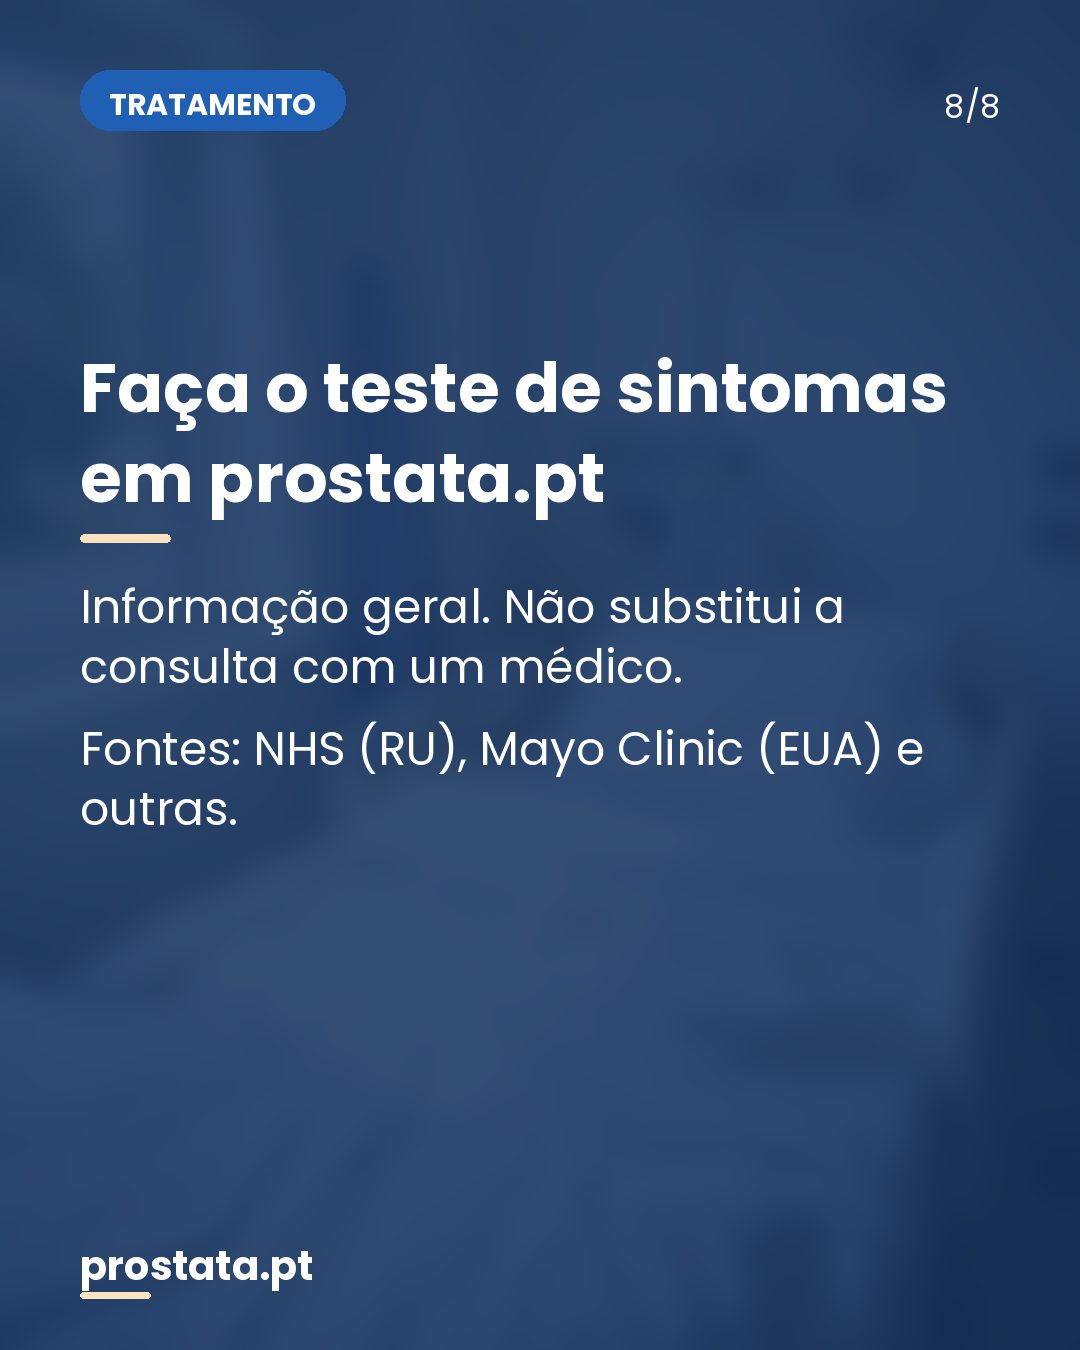 TRATAMENTO
8/8
Faça o teste de sintomas
em prostata.pt
Informação geral. Não substitui a
consulta com um médico.
Fontes: NHS (RU), Mayo Clinic (EUA) e
outras.
prostata.pt